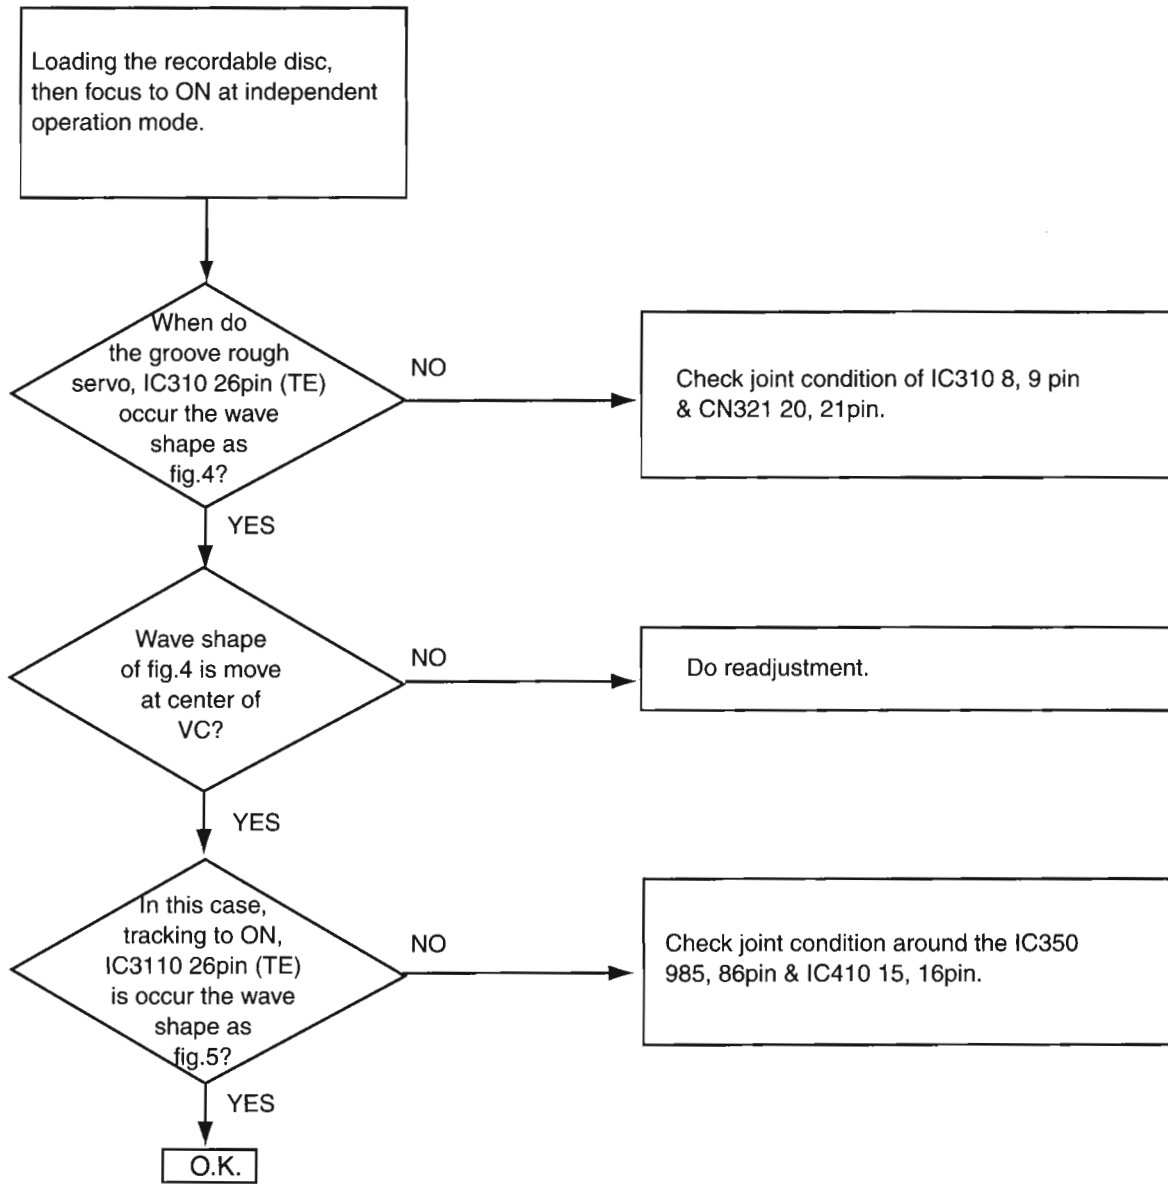 Loading the recordable disc,
then focus to ON at independent
operation mode.
When do
the groove rough
servo, IC310 26pin (TE)
occur the wave
shape as
fig.4?
NO
Check joint condition of IC310 8, 9 pin
& CN321 20, 21pin.
YES
Wave shape
of fig.4 is move
at center of
VC?
NO
Do readjustment.
YES
In this case,
tracking to ON,
IC3110 26pin (TE)
is occur the wave
shape as
fig.5?
NO
Check joint condition around the IC350
985, 86pin & IC410 15, 16pin.
YES
O.K.